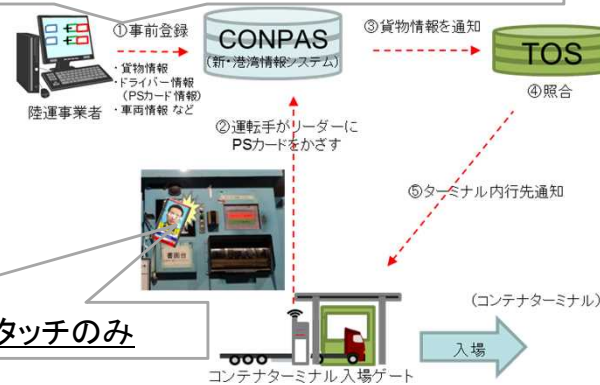 ①事前登録
・貨物情報
・ドライバー情報
(PSカード情報)
・車両情報 など
陸運事業者
CONPAS
(新・港湾情報システム)
③貨物情報を通知
TOS
④照合
②運転手がリーダーに
PSカードをかざす
⑤ターミナル内行先通知
タッチのみ
(コンテナターミナル)
入場
コンテナターミナル入場ゲート